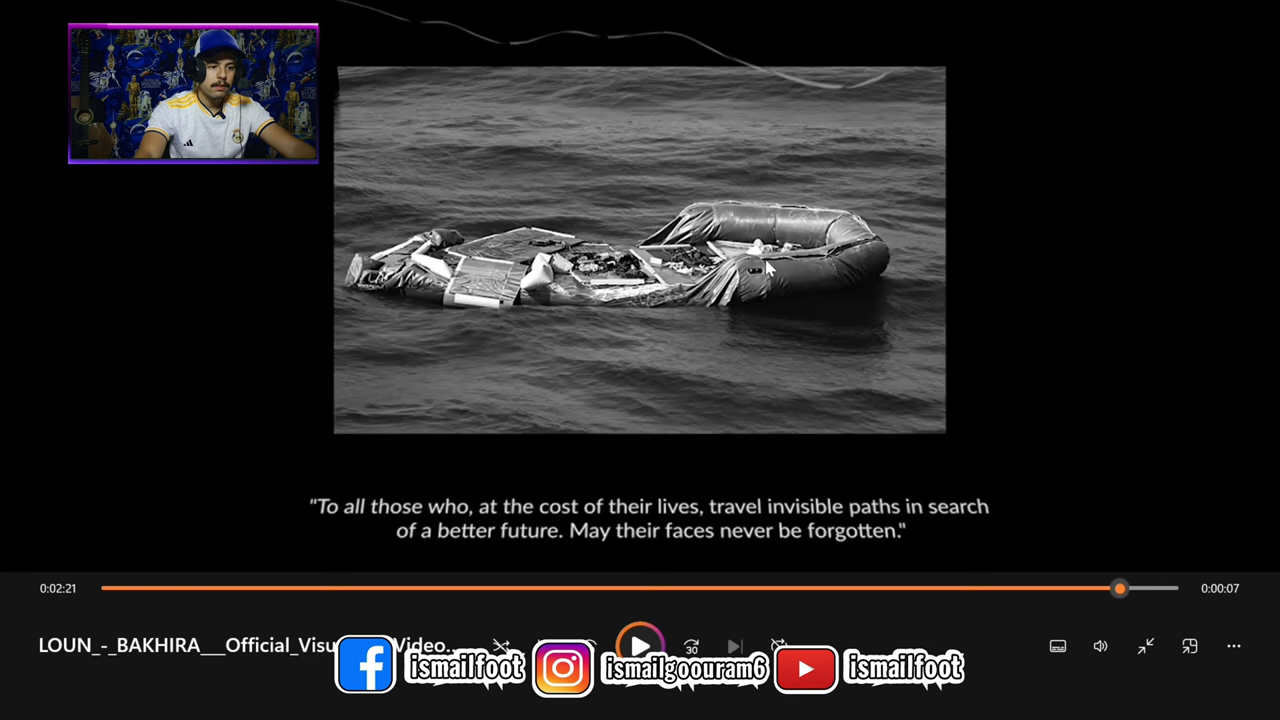 "To all those who, at the cost of their lives, travel invisible paths in search
of a better future. May their faces never be forgotten."
0:02:21
0:00:07
LOUN_-_BAKHIRA___Official_Visu
Video...
30
ismailfoot
ismailgoouram6
ismailfoot